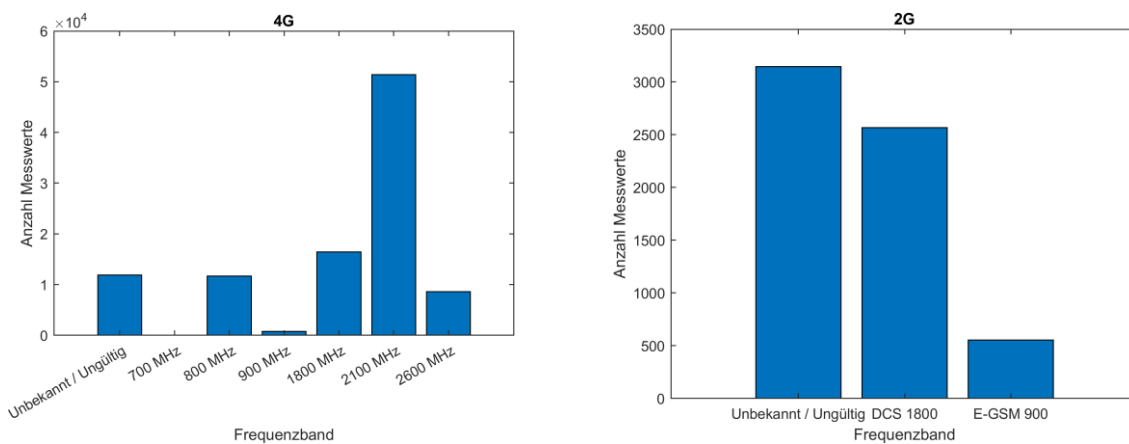 4G
×10⁴
6
5
4
3
2
1
0
Anzahl Messwerte
Unbekannt / Ungültig
700 MHz
800 MHz
900 MHz
1800 MHz
2100 MHz
2600 MHz
Frequenzband
2G
3500
3000
2500
2000
1500
1000
500
0
Anzahl Messwerte
Unbekannt / Ungültig DCS 1800 E-GSM 900
Frequenzband